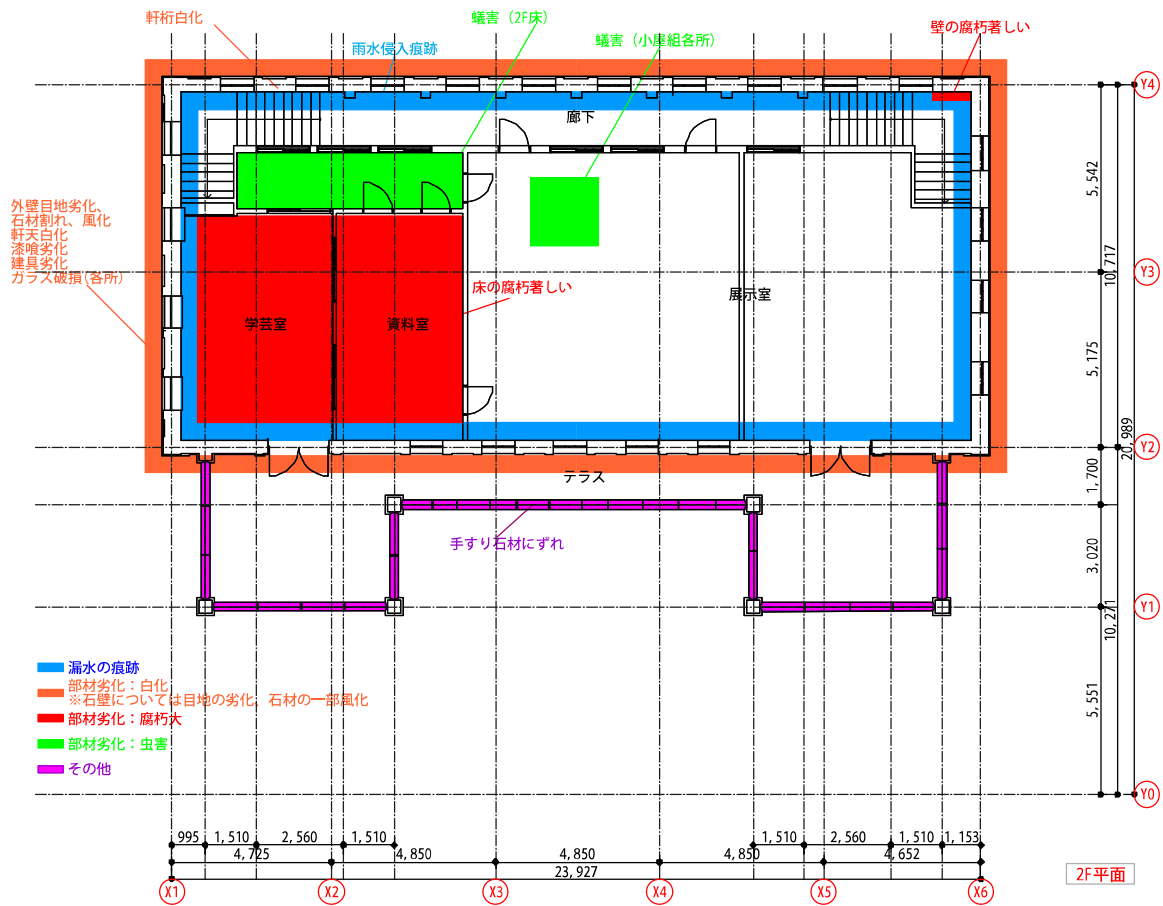 軒桁白化
蟻害（2F床）
雨水侵入痕跡
蟻害（小屋組各所）
壁の腐朽著しい
Y4
廊下
5,542
外壁目地劣化、
石材割れ、風化
軒天白化
漆喰劣化
建具劣化
ガラス破損(各所)
10,717
Y3
床の腐朽著しい
展示室
学芸室
資料室
5,175
20,989
Y2
テラス
1,700
手すり石材にずれ
3,020
10,271
Y1
漏水の痕跡
部材劣化：白化
※石壁については目地の劣化、石材の一部風化
部材劣化：腐朽大
部材劣化：虫害
その他
5,551
Y0
995
1,510
2,560
1,510
1,510
2,560
1,510
1,153
4,725
4,850
4,850
4,850
4,652
23,927
X1
X2
X3
X4
X5
X6
2F平面